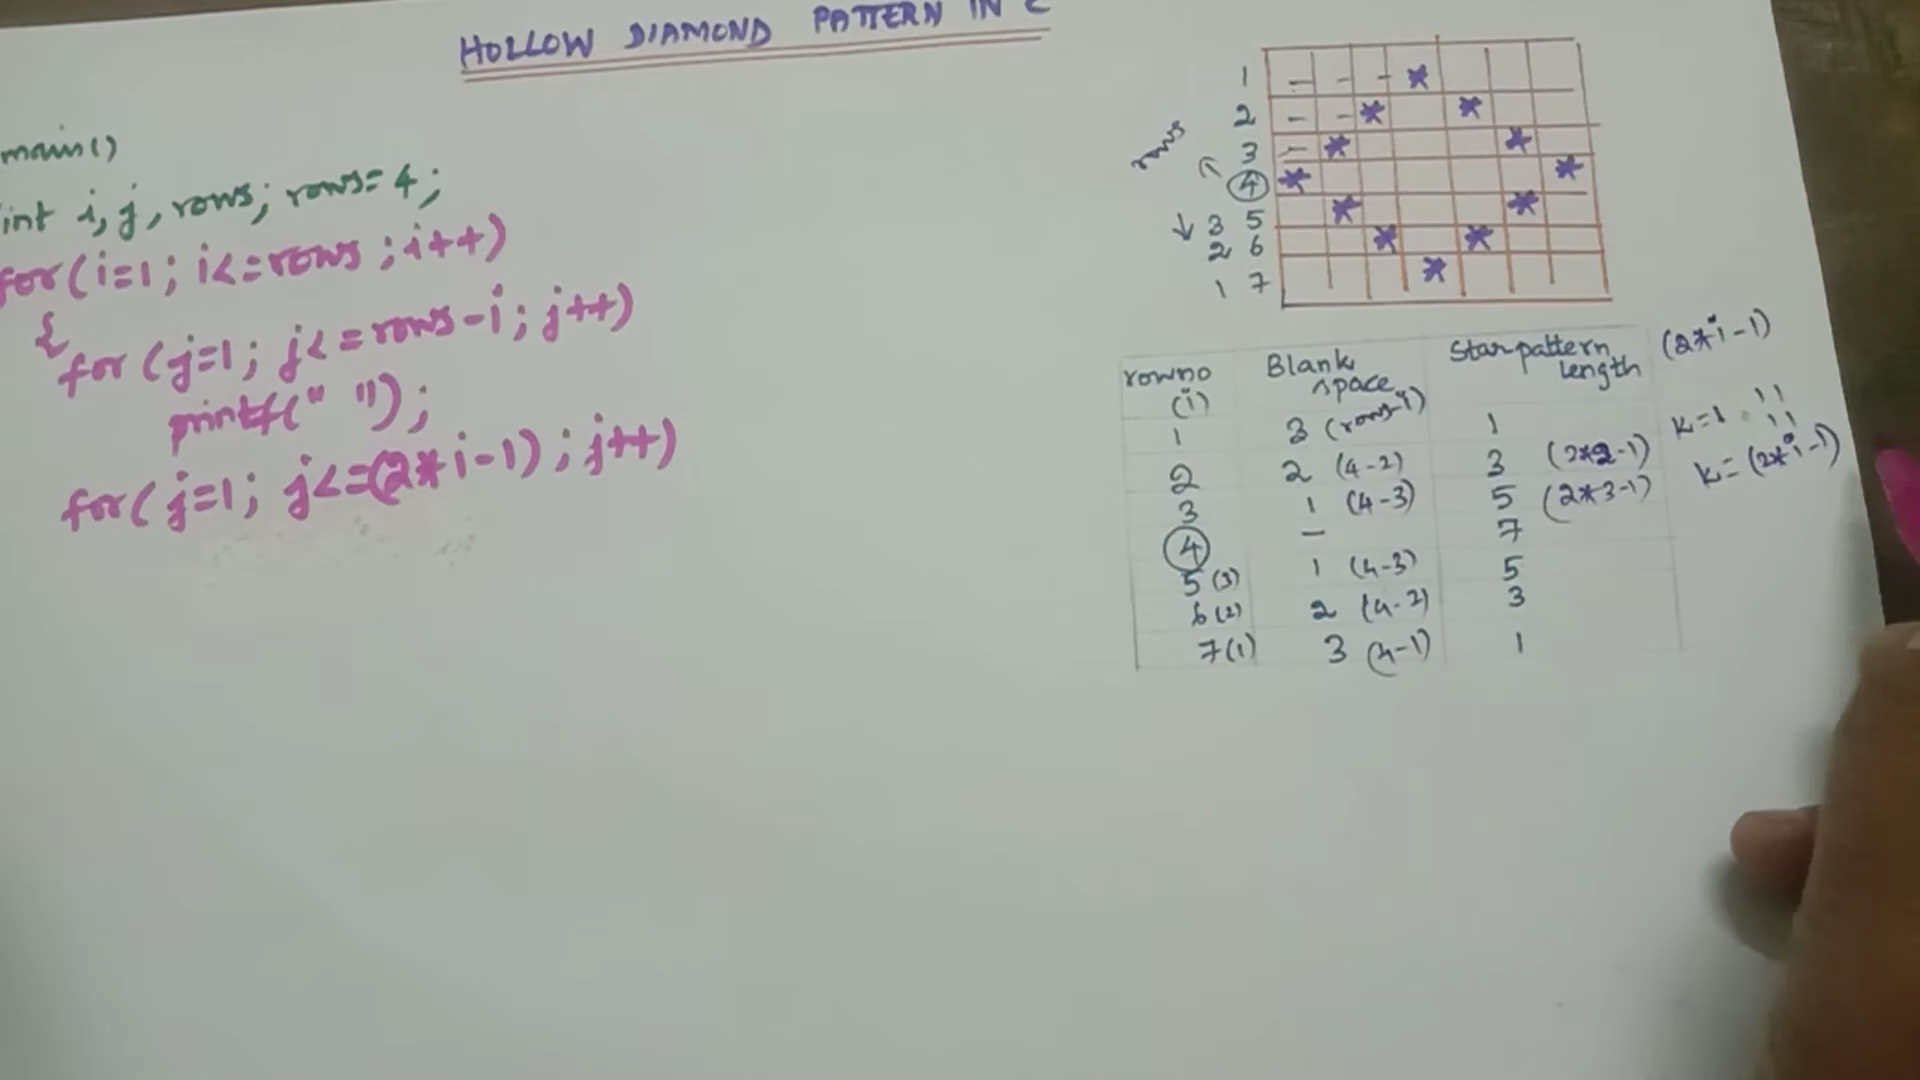 HOLLOW DIAMOND PATTERN IN C
main()
int i, j, rows; rows=4;
for(i=1; i<=rows; i++)
{
for (j=1; j<=rows-i; j++)
printf(" ");
for(j=1; j<=(2*i-1); j++)
rows
1 - - - *
2 - - * *
3 - * *
4 * *
3 5 * *
2 6 * *
1 7 *
rowno (i) Blank space Star pattern length (2*i-1)
1 3 (rows-i) 1 k=1
2 2 (4-2) 3 (2*2-1) k=(2*i-1)
3 1 (4-3) 5 (2*3-1)
4 - 7
5 (3) 1 (4-3) 5
6 (2) 2 (4-2) 3
7 (1) 3 (4-1) 1